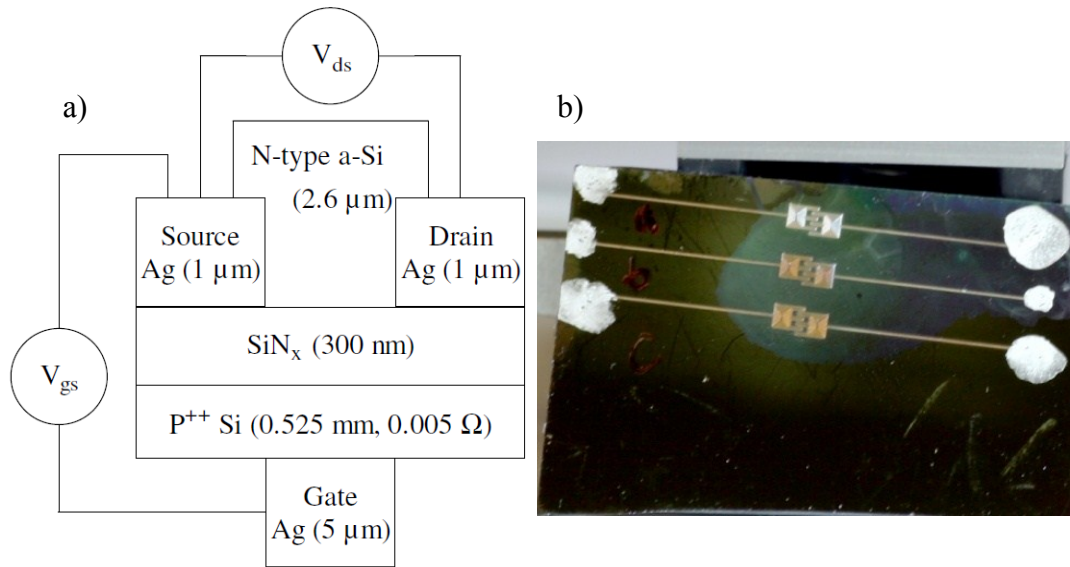 a)
V_ds
N-type a-Si
(2.6 µm)
Source
Ag (1 µm)
Drain
Ag (1 µm)
SiN_x (300 nm)
V_gs
P^++ Si (0.525 mm, 0.005 Ω)
Gate
Ag (5 µm)
b)
a
b
c